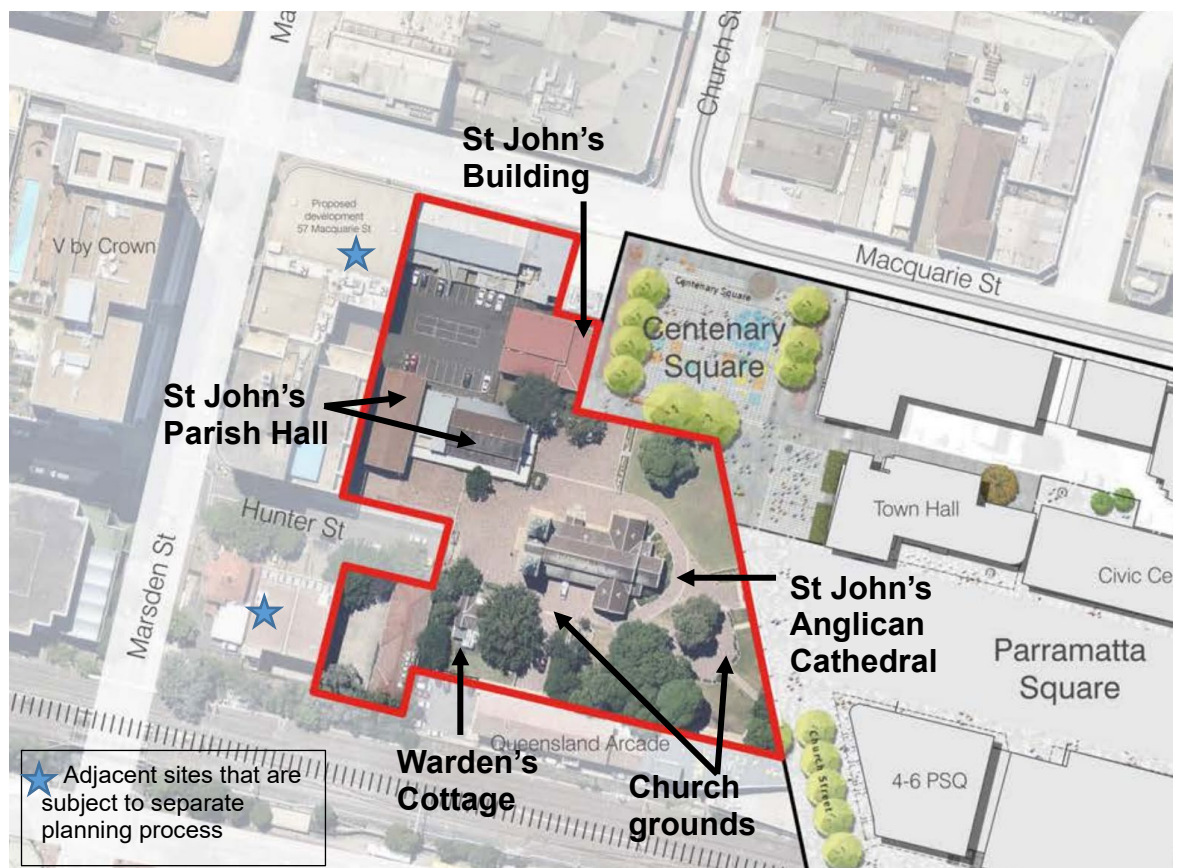 Ma
Church St
St John’s
Building
Proposed
development
57 Macquarie St
V by Crown
Macquarie St
Centenary Square
Centenary
Square
St John’s
Parish Hall
Hunter St
Town Hall
Civic Ce
Marsden St
St John’s
Anglican
Cathedral
Parramatta
Square
Queensland Arcade
Warden’s
Cottage
Church
grounds
Church Street
4-6 PSQ
Adjacent sites that are
subject to separate
planning process